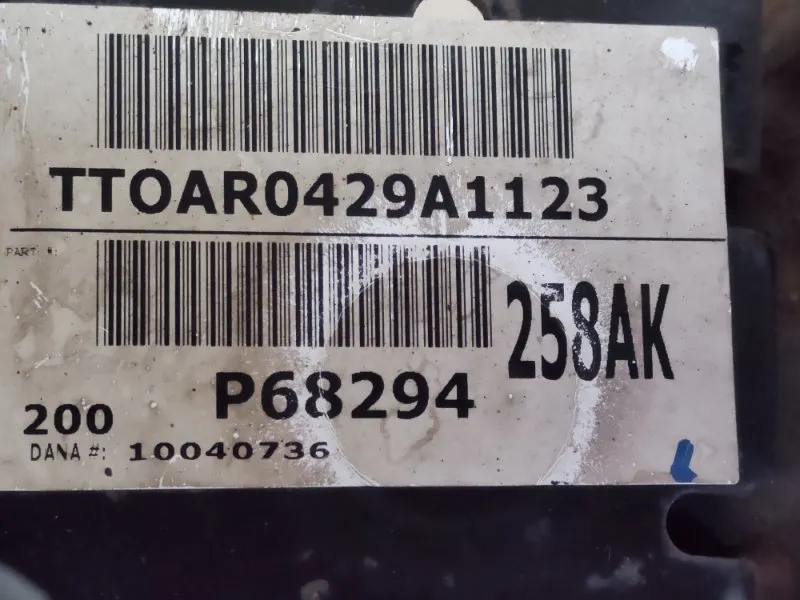 TTOAR0429A1123
PART #:
258AK
P68294
200
DANA #: 10040736